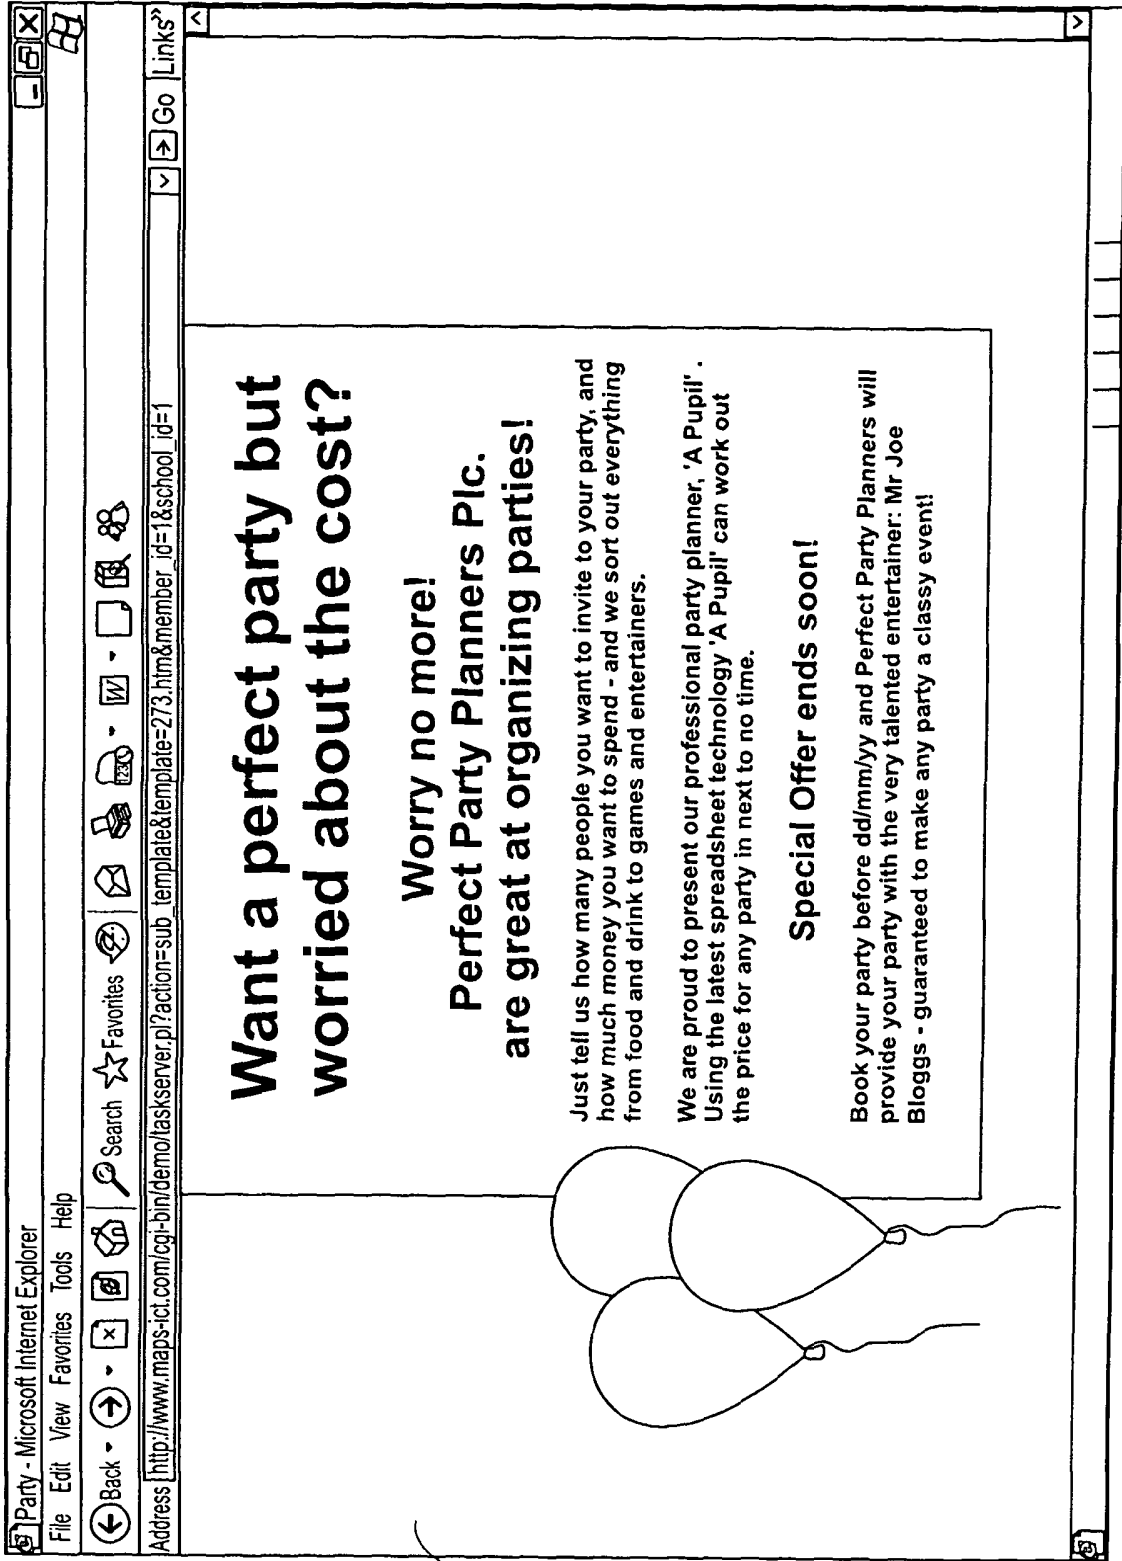 Party - Microsoft Internet Explorer
File Edit View Favorites Tools Help
Back Search Favorites 123 W
Address http://www.maps-ict.com/cgi-bin/demo/taskserver.pl?action=sub_template&template=273.htm&member_id=1&school_id=1 Go Links»
Want a perfect party but
worried about the cost?
Worry no more!
Perfect Party Planners Plc.
are great at organizing parties!
Just tell us how many people you want to invite to your party, and
how much money you want to spend - and we sort out everything
from food and drink to games and entertainers.
We are proud to present our professional party planner, 'A Pupil'.
Using the latest spreadsheet technology 'A Pupil' can work out
the price for any party in next to no time.
Special Offer ends soon!
Book your party before dd/mm/yy and Perfect Party Planners will
provide your party with the very talented entertainer: Mr Joe
Bloggs - guaranteed to make any party a classy event!